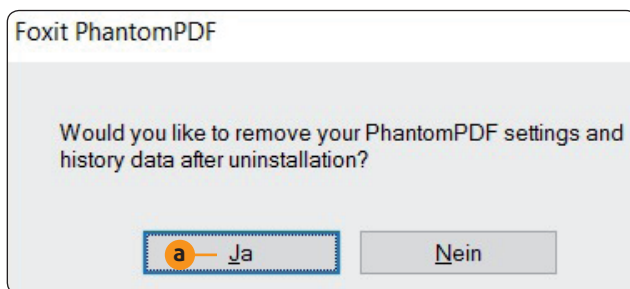 Foxit PhantomPDF
Would you like to remove your PhantomPDF settings and
history data after uninstallation?
a Ja
Nein